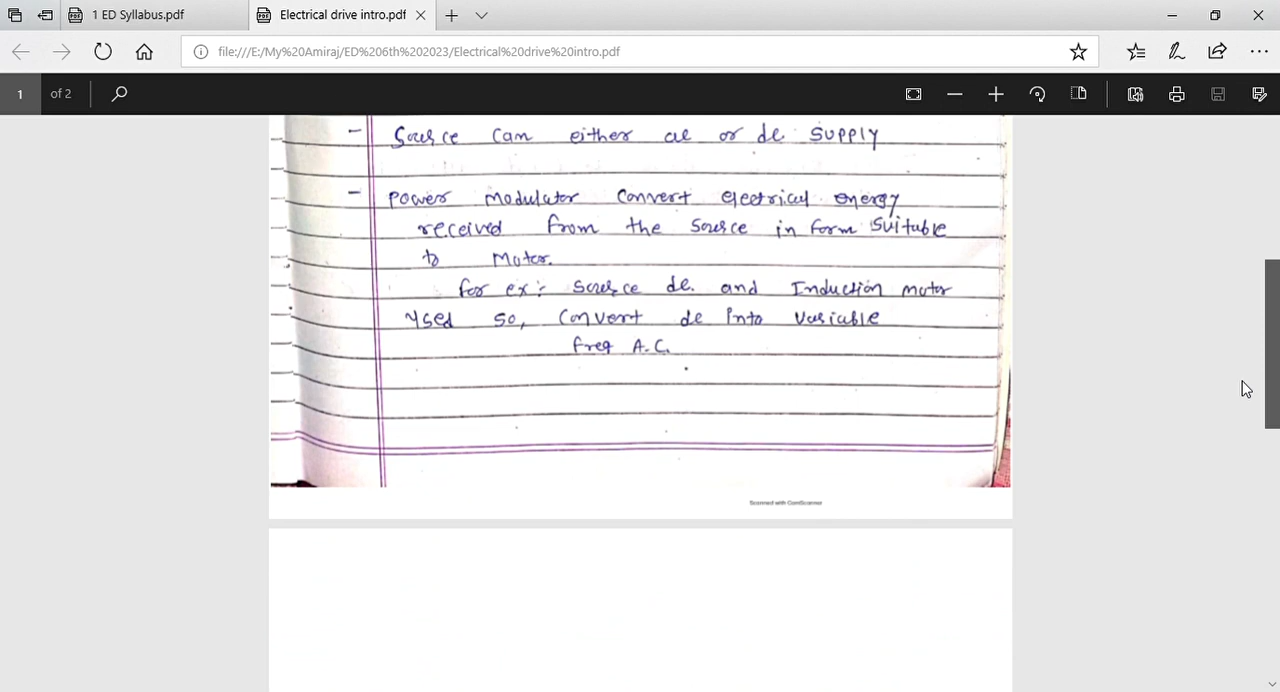 1 ED Syllabus.pdf
Electrical drive intro.pdf
file:///E:/My%20Amiraj/ED%206th%202023/Electrical%20drive%20intro.pdf
1 of 2
- Source can either ac or dc supply
- Power modulator convert electrical energy
received from the source in form suitable
to Motor.
for ex:- source dc. and Induction motor
used so, convert dc into variable
freq A.C.
Scanned with CamScanner